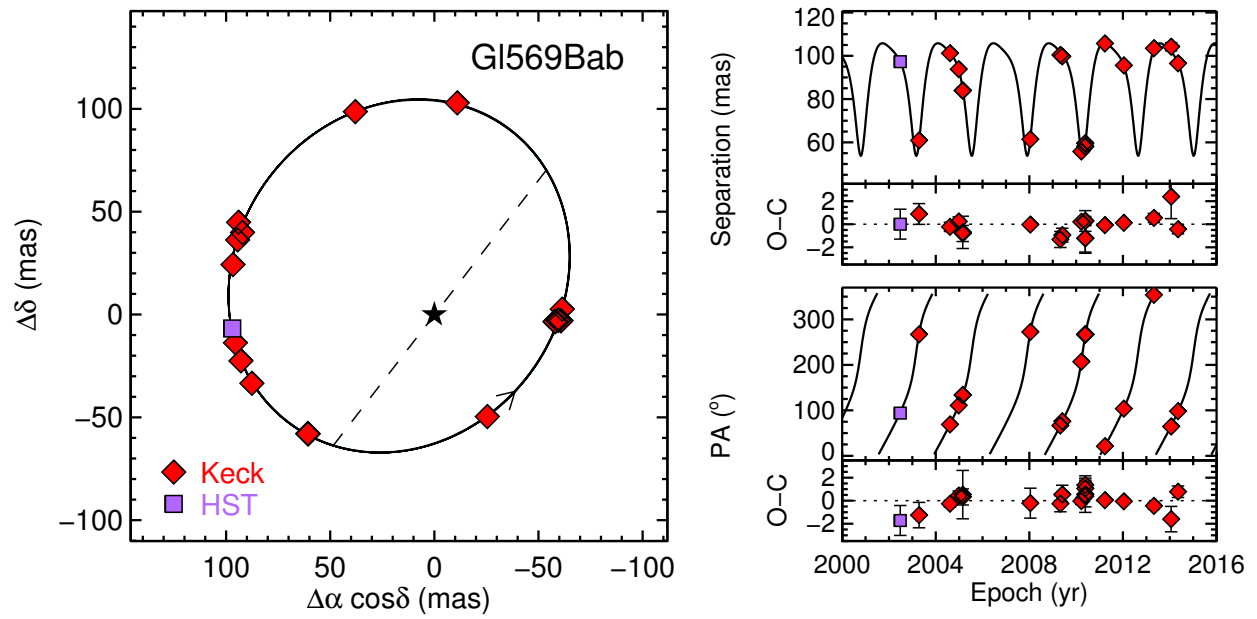 Gl569Bab
Δδ (mas)
100
50
0
−50
−100
Keck
HST
100 50 0 −50 −100
Δα cosδ (mas)
Separation (mas)
120
100
80
60
O−C
2
0
−2
PA (°)
300
200
100
0
O−C
2
0
−2
2000 2004 2008 2012 2016
Epoch (yr)